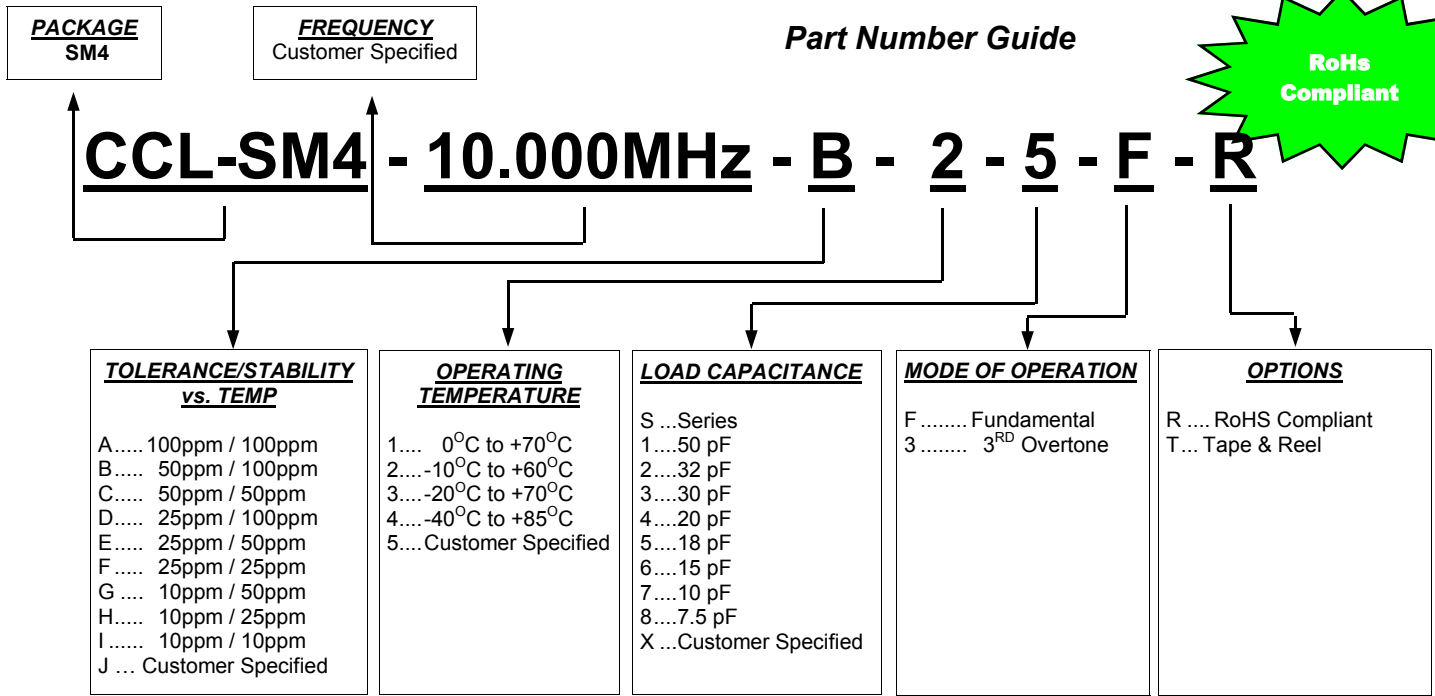 PACKAGE
SM4
FREQUENCY
Customer Specified
Part Number Guide
RoHs
Compliant
CCL-SM4 - 10.000MHz - B - 2 - 5 - F - R
TOLERANCE/STABILITY
vs. TEMP
A..... 100ppm / 100ppm
B..... 50ppm / 100ppm
C..... 50ppm / 50ppm
D..... 25ppm / 100ppm
E..... 25ppm / 50ppm
F..... 25ppm / 25ppm
G .... 10ppm / 50ppm
H..... 10ppm / 25ppm
I ...... 10ppm / 10ppm
J ... Customer Specified
OPERATING
TEMPERATURE
1.... 0ᴼC to +70ᴼC
2....-10ᴼC to +60ᴼC
3....-20ᴼC to +70ᴼC
4....-40ᴼC to +85ᴼC
5....Customer Specified
LOAD CAPACITANCE
S ...Series
1....50 pF
2....32 pF
3....30 pF
4....20 pF
5....18 pF
6....15 pF
7....10 pF
8....7.5 pF
X ...Customer Specified
MODE OF OPERATION
F........ Fundamental
3 ........ 3ᴿᴰ Overtone
OPTIONS
R .... RoHS Compliant
T... Tape & Reel